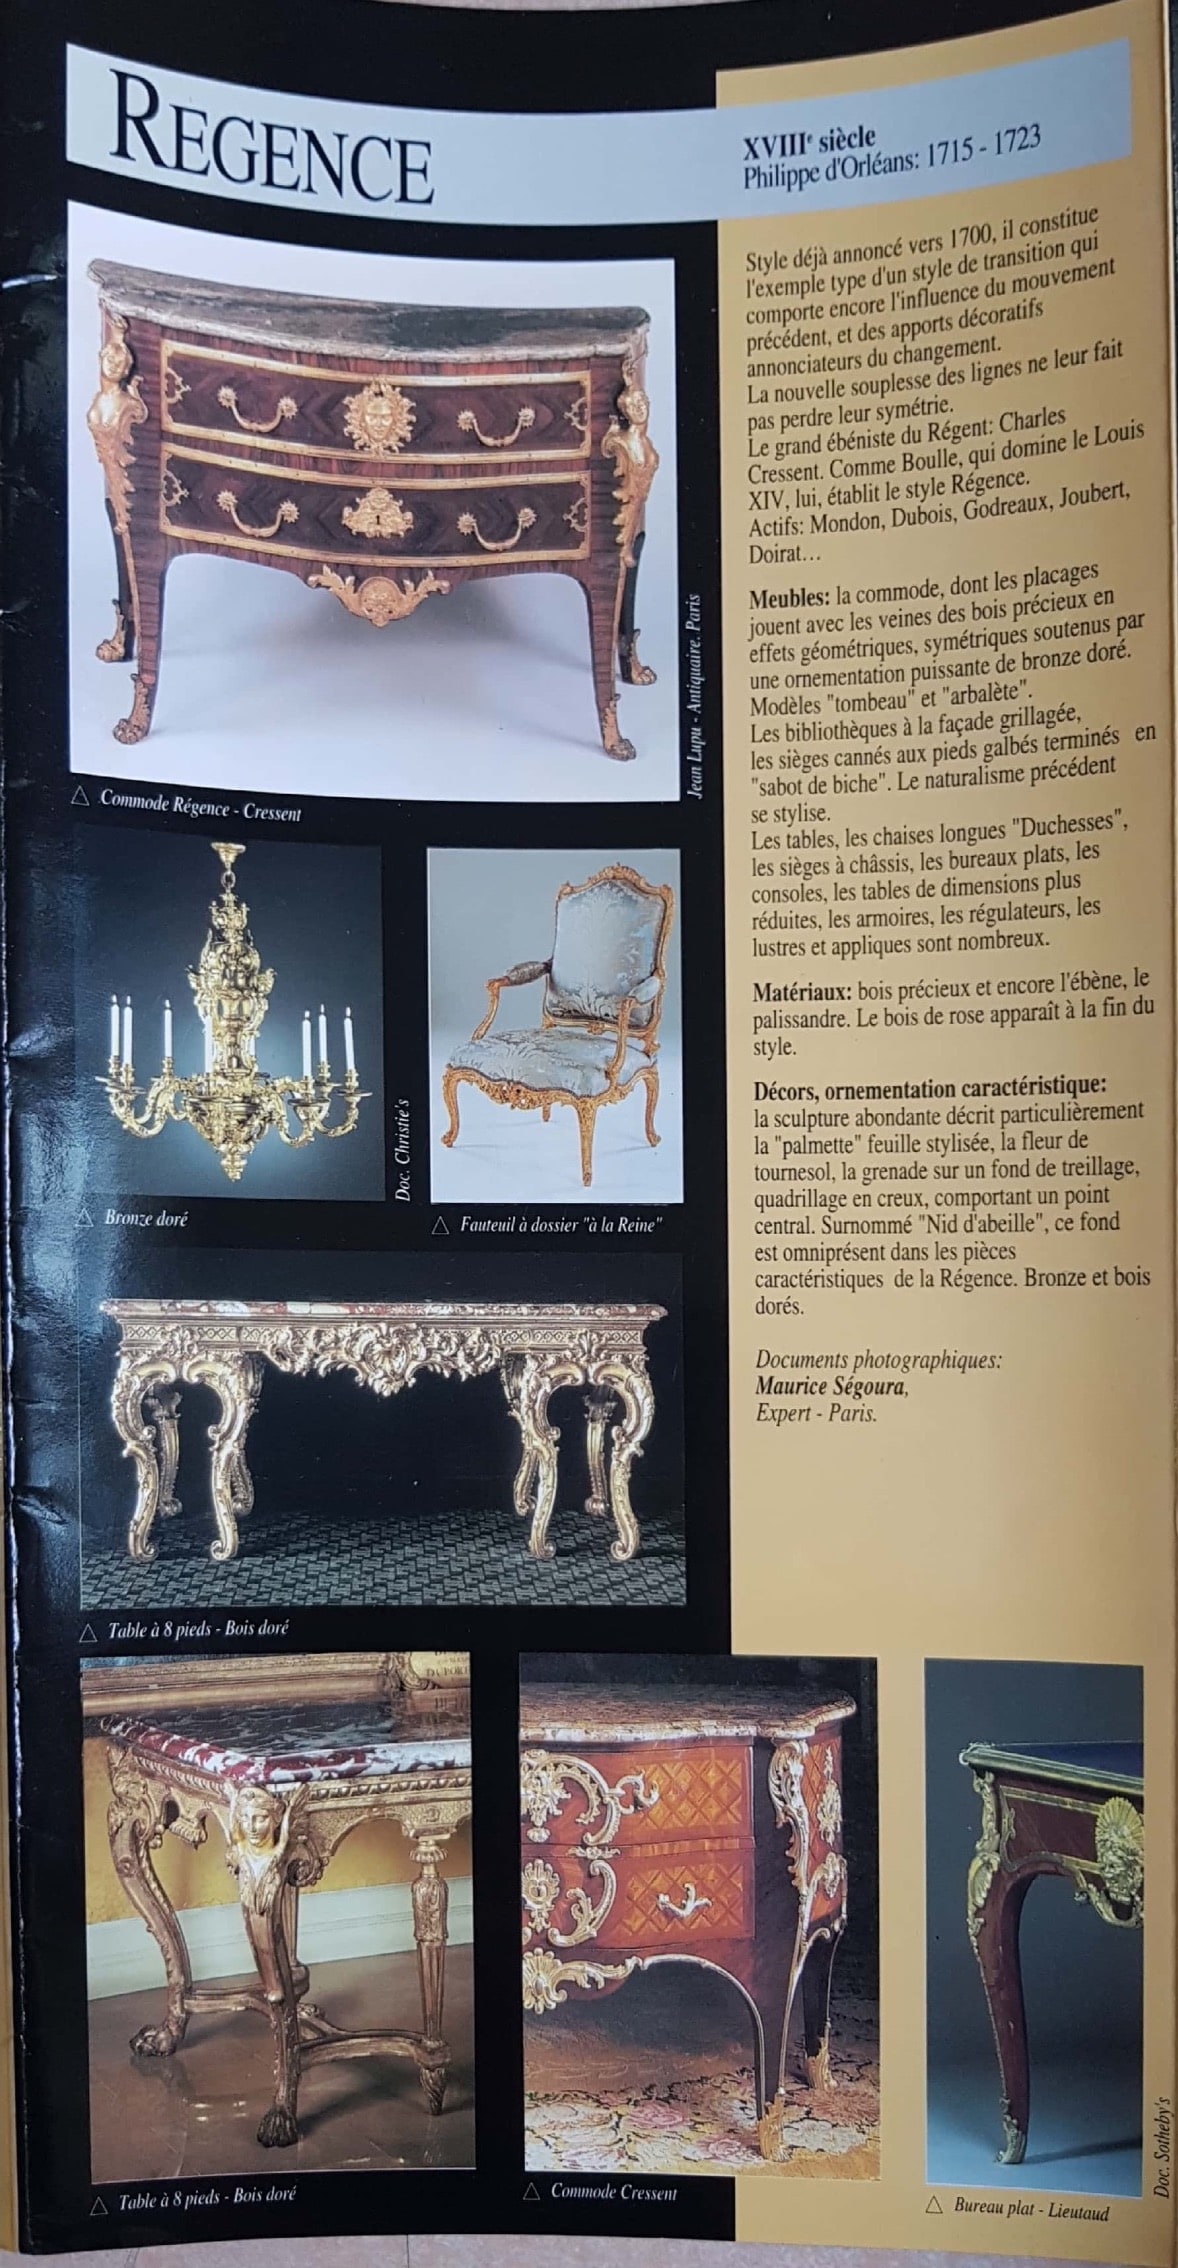 REGENCE
XVIIIe siècle
Philippe d'Orléans: 1715 - 1723
Style déjà annoncé vers 1700, il constitue
l'exemple type d'un style de transition qui
comporte encore l'influence du mouvement
précédent, et des apports décoratifs
annonciateurs du changement.
La nouvelle souplesse des lignes ne leur fait
pas perdre leur symétrie.
Le grand ébéniste du Régent: Charles
Cressent. Comme Boulle, qui domine le Louis
XIV, lui, établit le style Régence.
Actifs: Mondon, Dubois, Godreaux, Joubert,
Doirat...
Meubles: la commode, dont les placages
jouent avec les veines des bois précieux en
effets géométriques, symétriques soutenus par
une ornementation puissante de bronze doré.
Modèles "tombeau" et "arbalète".
Les bibliothèques à la façade grillagée,
les sièges cannés aux pieds galbés terminés en
"sabot de biche". Le naturalisme précédent
se stylise.
Les tables, les chaises longues "Duchesses",
les sièges à châssis, les bureaux plats, les
consoles, les tables de dimensions plus
réduites, les armoires, les régulateurs, les
lustres et appliques sont nombreux.
Matériaux: bois précieux et encore l'ébène, le
palissandre. Le bois de rose apparaît à la fin du
style.
Décors, ornementation caractéristique:
la sculpture abondante décrit particulièrement
la "palmette" feuille stylisée, la fleur de
tournesol, la grenade sur un fond de treillage,
quadrillage en creux, comportant un point
central. Surnommé "Nid d'abeille", ce fond
est omniprésent dans les pièces
caractéristiques de la Régence. Bronze et bois
dorés.
Documents photographiques:
Maurice Ségoura,
Expert - Paris.
Jean Lupu - Antiquaire. Paris
△ Commode Régence - Cressent
Doc. Christie's
△ Bronze doré
△ Fauteuil à dossier "à la Reine"
△ Table à 8 pieds - Bois doré
△ Table à 8 pieds - Bois doré
△ Commode Cressent
Doc. Sotheby's
△ Bureau plat - Lieutaud